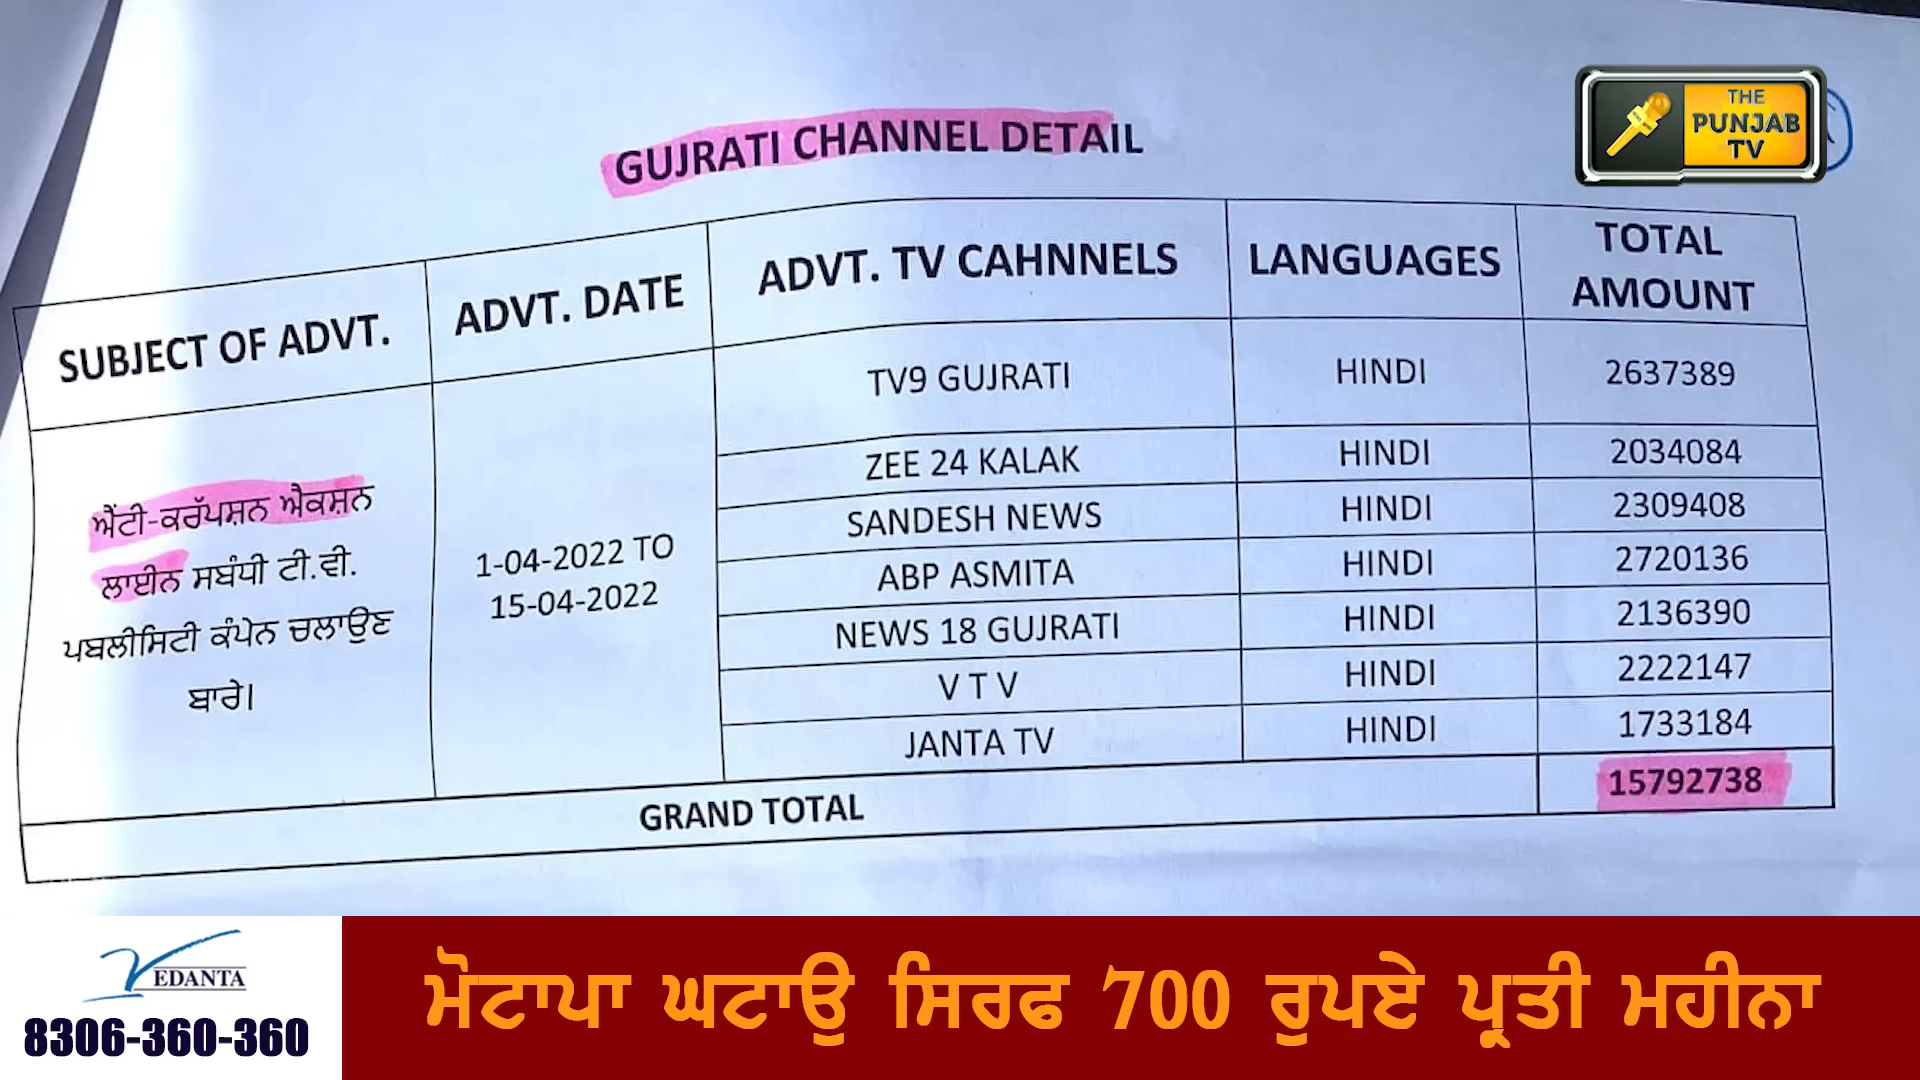 THE
PUNJAB
TV
GUJRATI CHANNEL DETAIL
SUBJECT OF ADVT. ADVT. DATE ADVT. TV CAHNNELS LANGUAGES TOTAL AMOUNT
TV9 GUJRATI HINDI 2637389
ZEE 24 KALAK HINDI 2034084
SANDESH NEWS HINDI 2309408
ABP ASMITA HINDI 2720136
NEWS 18 GUJRATI HINDI 2136390
V T V HINDI 2222147
JANTA TV HINDI 1733184
ਐਂਟੀ-ਕਰੱਪਸ਼ਨ ਐਕਸ਼ਨ
ਲਾਈਨ ਸਬੰਧੀ ਟੀ.ਵੀ.
ਪਬਲੀਸਿਟੀ ਕੰਪੇਨ ਚਲਾਉਣ
ਬਾਰੇ।
1-04-2022 TO
15-04-2022
GRAND TOTAL 15792738
VEDANTA
8306-360-360
ਮੋਟਾਪਾ ਘਟਾਉ ਸਿਰਫ 700 ਰੁਪਏ ਪ੍ਰਤੀ ਮਹੀਨਾ